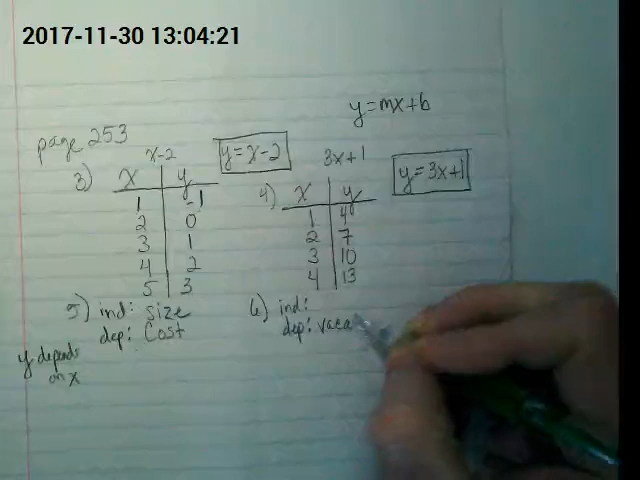 2017-11-30 13:04:21
y=mx+b
page 253
3) x-2
y=x-2
x y
1 -1
2 0
3 1
4 2
5 3
4) 3x+1
y=3x+1
x y
1 4
2 7
3 10
4 13
5) ind: size
dep: Cost
y depends
on x
6) ind:
dep: vaca